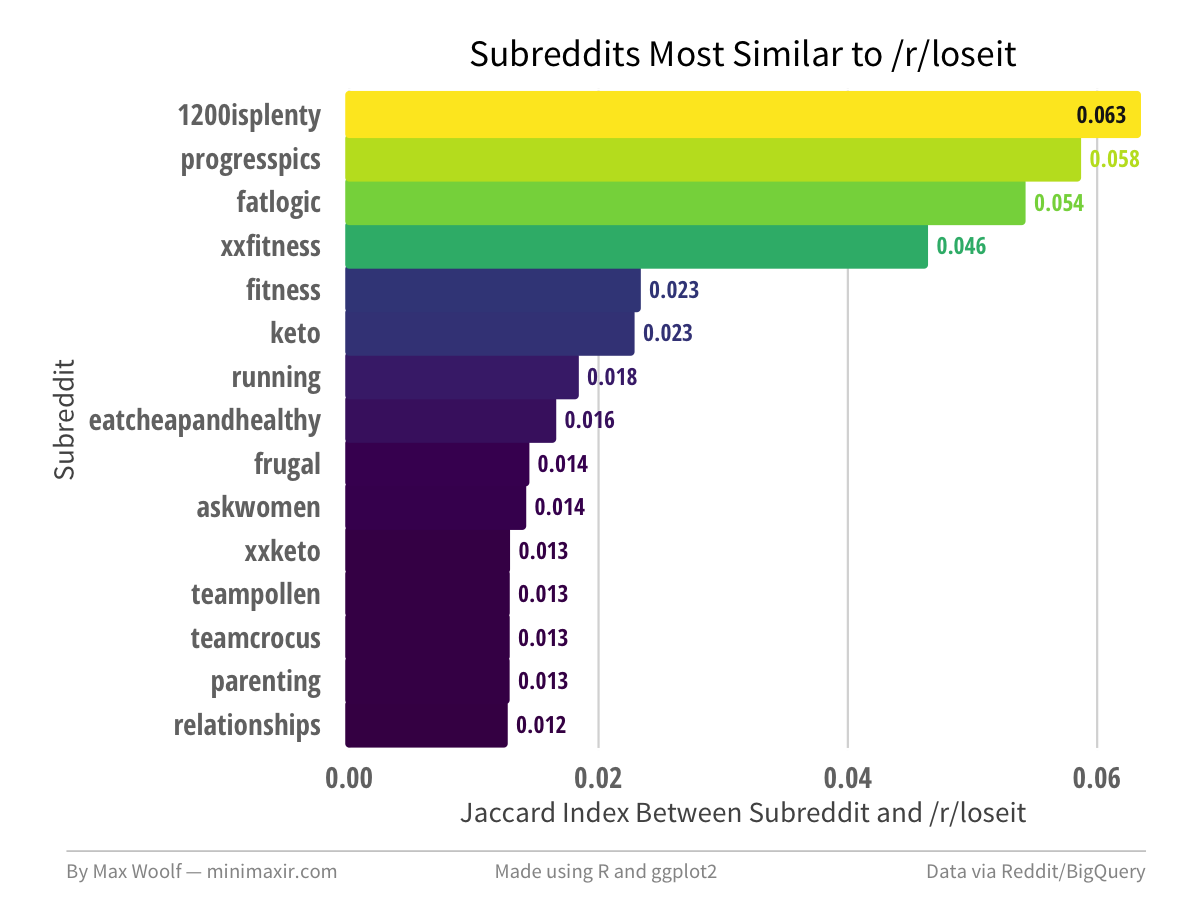 Subreddits Most Similar to /r/loseit
1200isplenty 0.063
progresspics 0.058
fatlogic 0.054
xxfitness 0.046
fitness 0.023
keto 0.023
running 0.018
eatcheapandhealthy 0.016
frugal 0.014
askwomen 0.014
xxketo 0.013
teampollen 0.013
teamcrocus 0.013
parenting 0.013
relationships 0.012
Subreddit
0.00 0.02 0.04 0.06
Jaccard Index Between Subreddit and /r/loseit
By Max Woolf — minimaxir.com Made using R and ggplot2 Data via Reddit/BigQuery